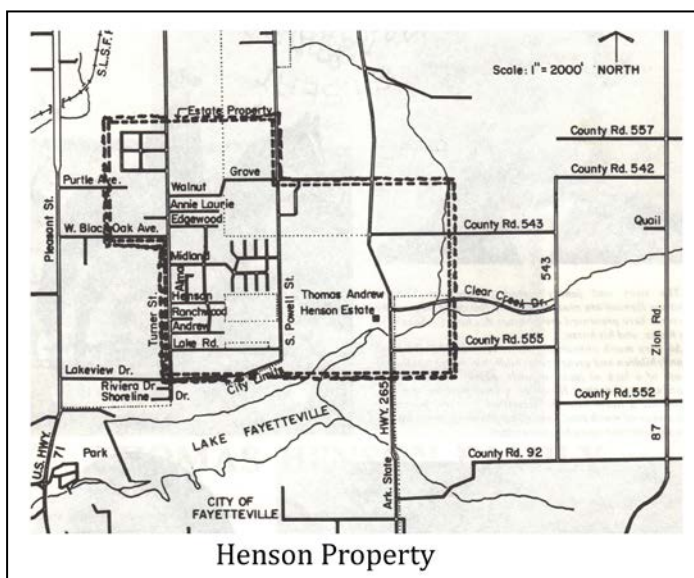 S.L.S.F.
Scale: 1" = 2000' NORTH
Estate Property
County Rd. 557
Purtle Ave.
Grove
County Rd. 542
Walnut
Annie Laurie
Edgewood
Quail
W. Black Oak Ave.
County Rd. 543
Pleasant St.
Midland
543
Alma
Thomas Andrew
Henson Estate
Clear Creek Dr.
Henson
Ranchwood
Turner St.
S. Powell St.
Andrew
Zion Rd.
Lake Rd.
County Rd. 555
Lakeview Dr.
City Limits
Riviera Dr.
Shoreline Dr.
HWY. 265
County Rd. 552
LAKE FAYETTEVILLE
87
U.S. HWY. 71
Park
County Rd. 92
Ark. State
CITY OF
FAYETTEVILLE
Henson Property